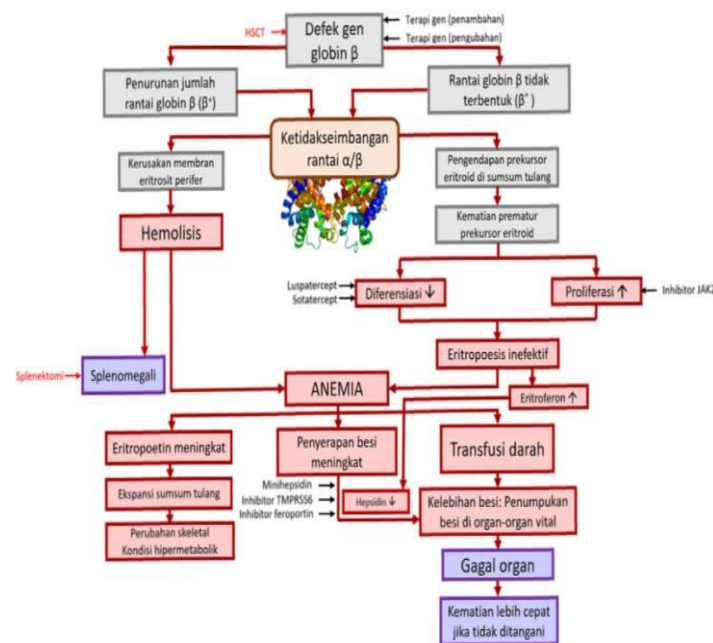 Defek gen
globin β
HSCT
Terapi gen (penambahan)
Terapi gen (pengubahan)
Penurunan jumlah
rantai globin β (β⁺)
Rantai globin β tidak
terbentuk (β˚)
Ketidakseimbangan
rantai α/β
Kerusakan membran
eritrosit perifer
Pengendapan prekursor
eritroid di sumsum tulang
Hemolisis
Kematian prematur
prekursor eritroid
Luspatercept
Sotatercept
Diferensiasi ↓
Proliferasi ↑
Inhibitor JAK2
Eritropoesis inefektif
Splenektomi
Splenomegali
ANEMIA
Eritroferon ↑
Eritropoetin meningkat
Penyerapan besi
meningkat
Transfusi darah
Ekspansi sumsum tulang
Minihepsidin
Inhibitor TMPRSS6
Inhibitor feroportin
Hepsidin ↓
Kelebihan besi: Penumpukan
besi di organ-organ vital
Perubahan skeletal
Kondisi hipermetabolik
Gagal organ
Kematian lebih cepat
jika tidak ditangani